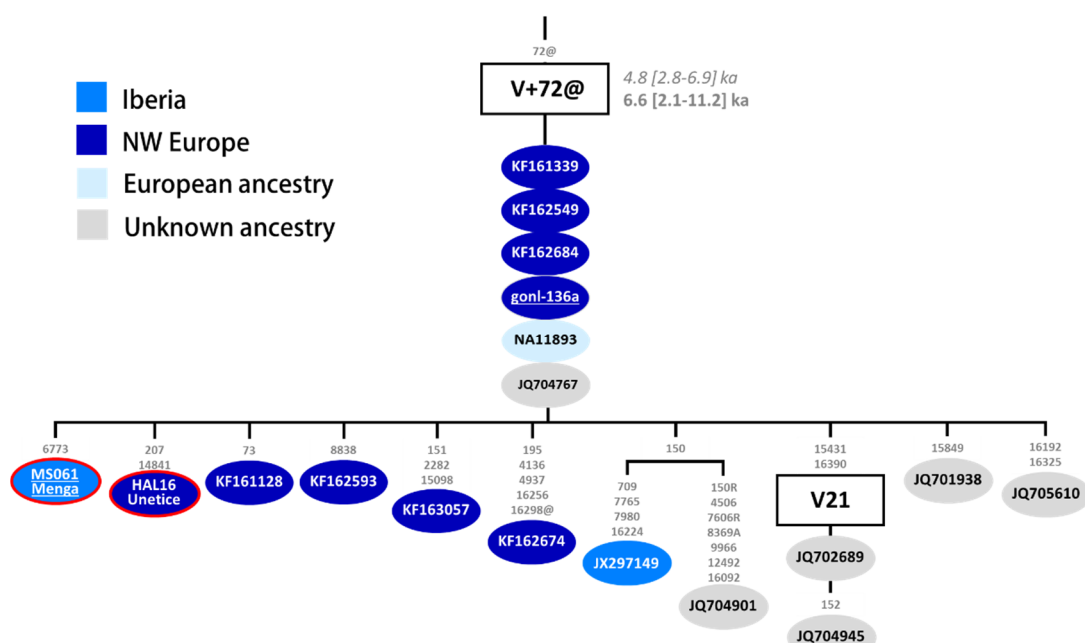 72@
V+72@
4.8 [2.8-6.9] ka
6.6 [2.1-11.2] ka
Iberia
NW Europe
European ancestry
Unknown ancestry
KF161339
KF162549
KF162684
gonl-136a
NA11893
JQ704767
6773
MS061
Menga
207
14841
HAL16
Unetice
73
KF161128
8838
KF162593
151
2282
15098
KF163057
195
4136
4937
16256
16298@
KF162674
150
709
7765
7980
16224
JX297149
150R
4506
7606R
8369A
9966
12492
16092
JQ704901
15431
16390
V21
JQ702689
152
JQ704945
15849
JQ701938
16192
16325
JQ705610